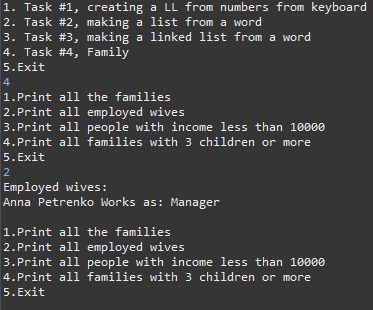 1. Task #1, creating a LL from numbers from keyboard
2. Task #2, making a list from a word
3. Task #3, making a linked list from a word
4. Task #4, Family
5.Exit
4
1.Print all the families
2.Print all employed wives
3.Print all people with income less than 10000
4.Print all families with 3 children or more
5.Exit
2
Employed wives:
Anna Petrenko Works as: Manager
1.Print all the families
2.Print all employed wives
3.Print all people with income less than 10000
4.Print all families with 3 children or more
5.Exit